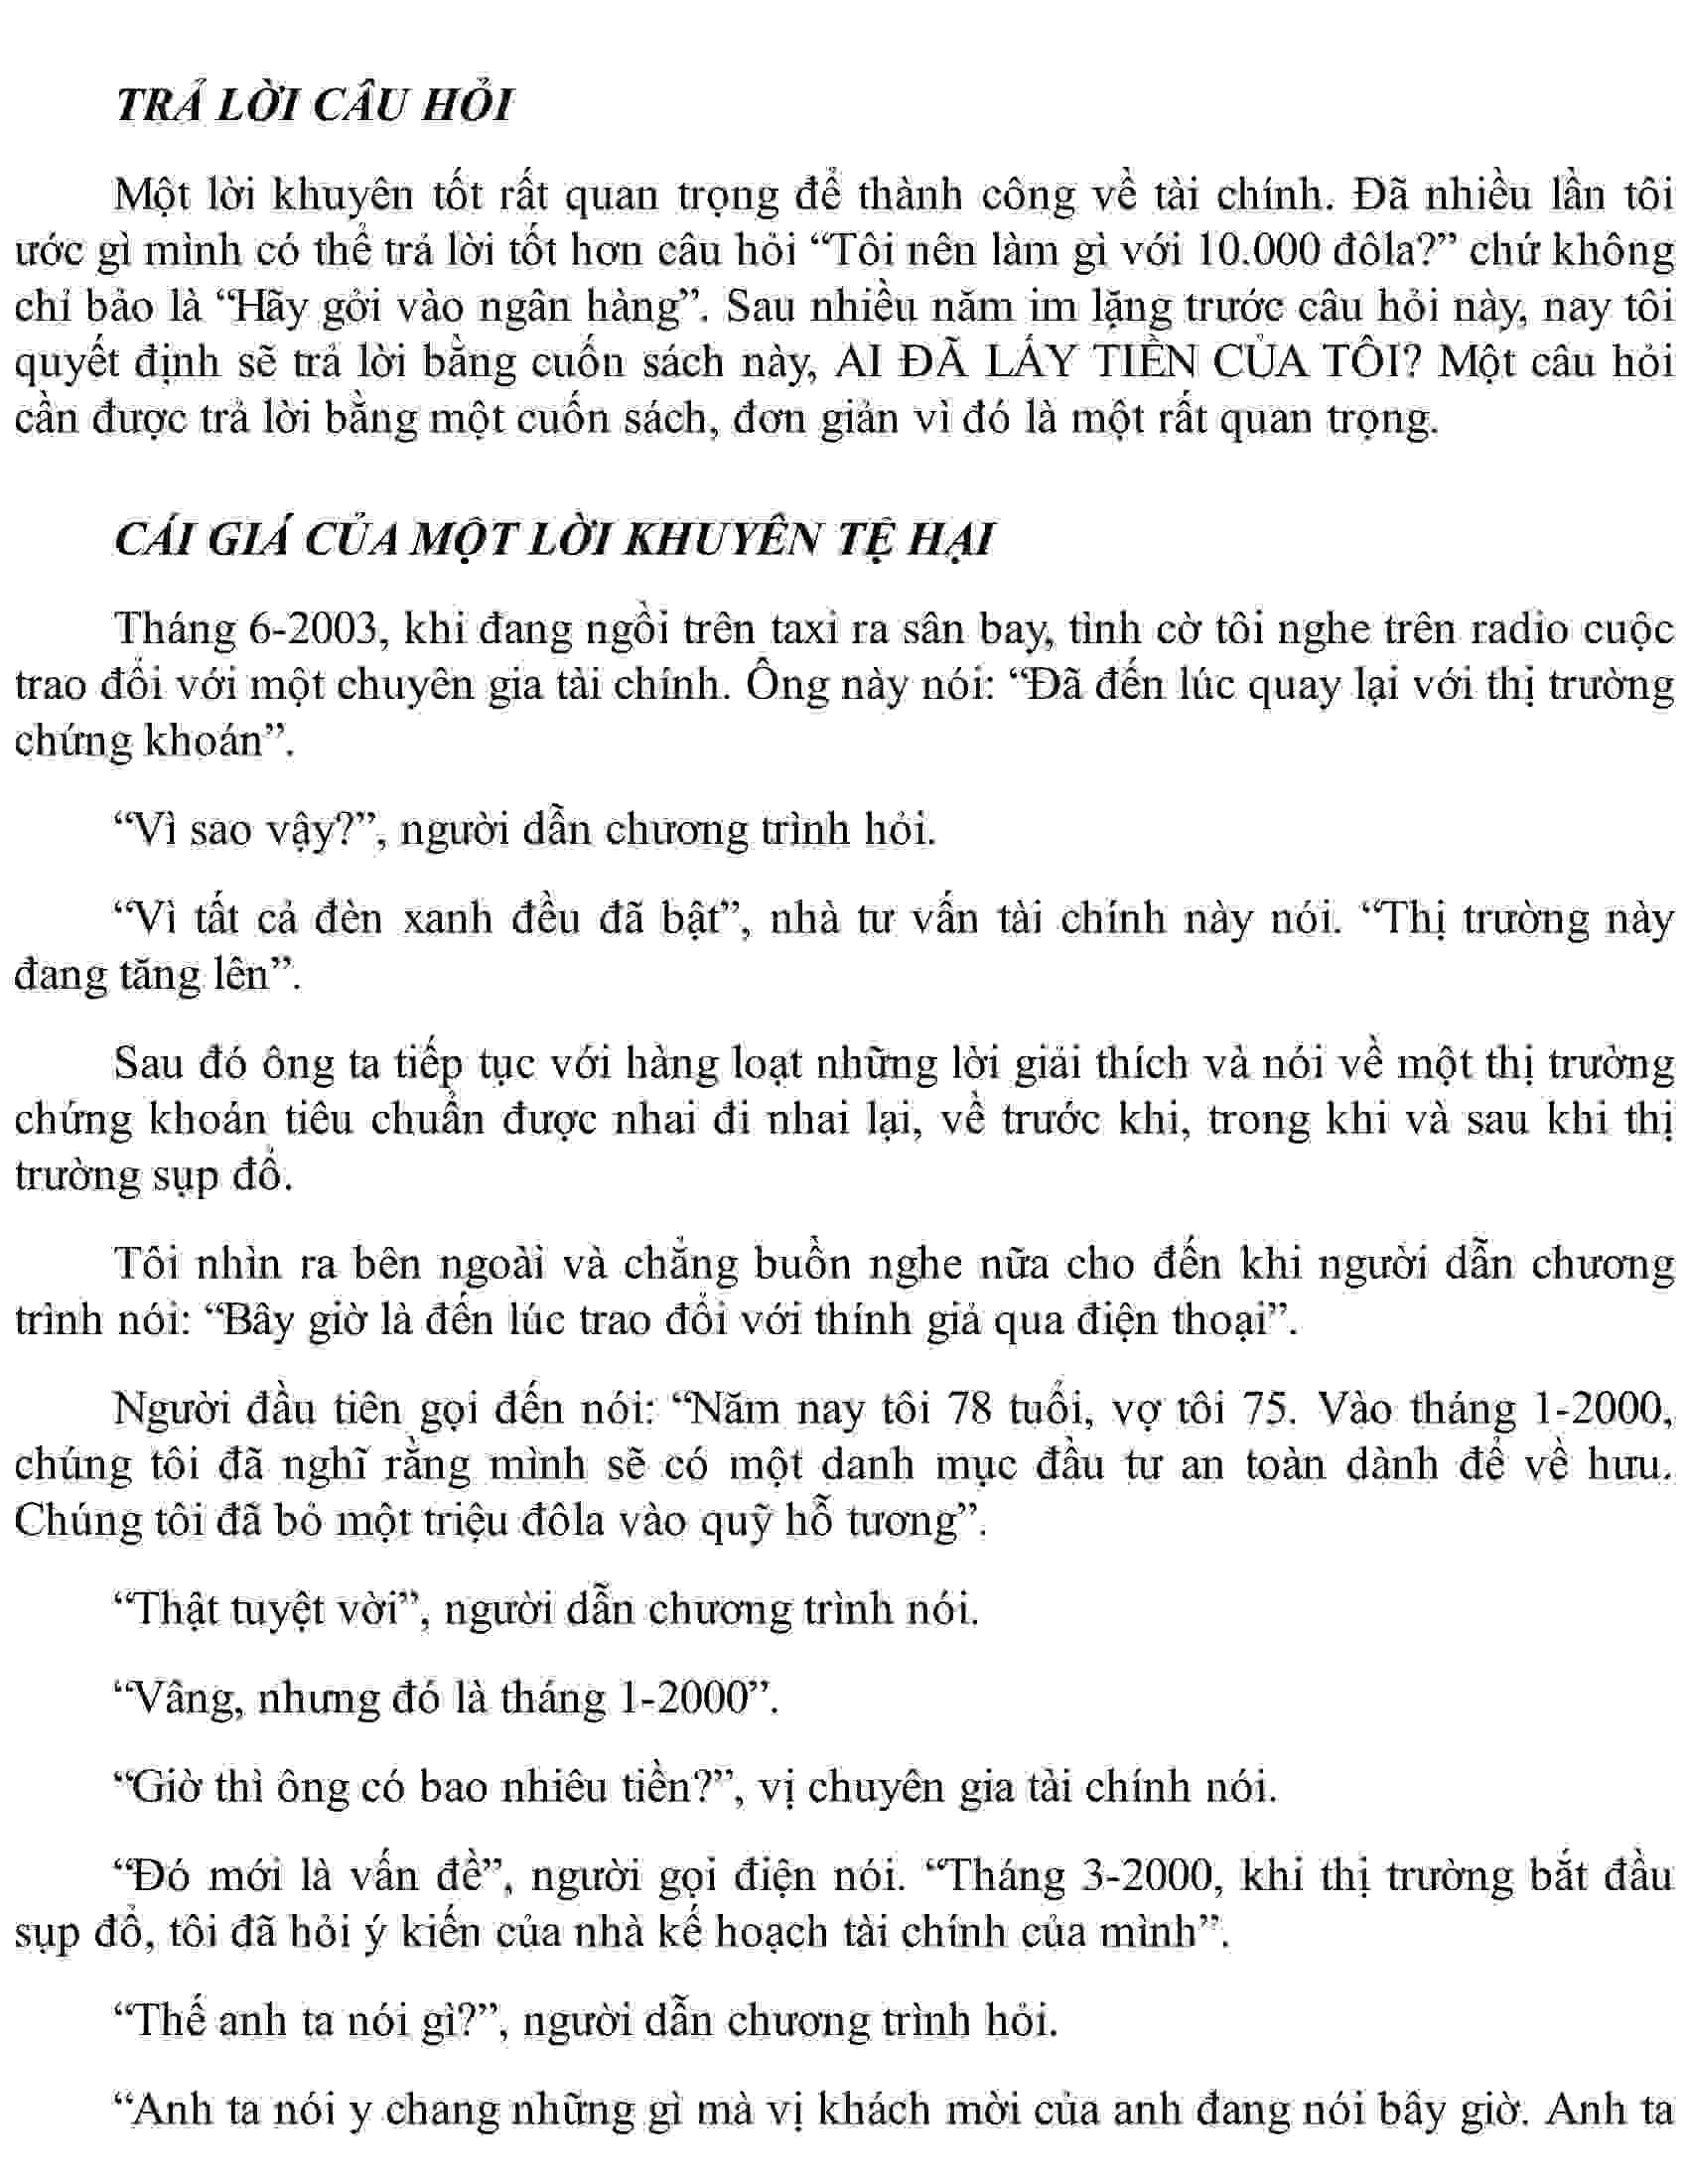 TRẢ LỜI CÂU HỎI
Một lời khuyên tốt rất quan trọng để thành công về tài chính. Đã nhiều lần tôi
ước gì mình có thể trả lời tốt hơn câu hỏi “Tôi nên làm gì với 10.000 đôla?” chứ không
chỉ bảo là “Hãy gởi vào ngân hàng”. Sau nhiều năm im lặng trước câu hỏi này, nay tôi
quyết định sẽ trả lời bằng cuốn sách này, AI ĐÃ LẤY TIỀN CỦA TÔI? Một câu hỏi
cần được trả lời bằng một cuốn sách, đơn giản vì đó là một rất quan trọng.
CÁI GIÁ CỦA MỘT LỜI KHUYÊN TỆ HẠI
Tháng 6-2003, khi đang ngồi trên taxi ra sân bay, tình cờ tôi nghe trên radio cuộc
trao đổi với một chuyên gia tài chính. Ông này nói: “Đã đến lúc quay lại với thị trường
chứng khoán”.
“Vì sao vậy?”, người dẫn chương trình hỏi.
“Vì tất cả đèn xanh đều đã bật”, nhà tư vấn tài chính này nói. “Thị trường này
đang tăng lên”.
Sau đó ông ta tiếp tục với hàng loạt những lời giải thích và nói về một thị trường
chứng khoán tiêu chuẩn được nhai đi nhai lại, về trước khi, trong khi và sau khi thị
trường sụp đổ.
Tôi nhìn ra bên ngoài và chẳng buồn nghe nữa cho đến khi người dẫn chương
trình nói: “Bây giờ là đến lúc trao đổi với thính giả qua điện thoại”.
Người đầu tiên gọi đến nói: “Năm nay tôi 78 tuổi, vợ tôi 75. Vào tháng 1-2000,
chúng tôi đã nghĩ rằng mình sẽ có một danh mục đầu tư an toàn dành để về hưu.
Chúng tôi đã bỏ một triệu đôla vào quỹ hỗ tương”.
“Thật tuyệt vời”, người dẫn chương trình nói.
“Vâng, nhưng đó là tháng 1-2000”.
“Giờ thì ông có bao nhiêu tiền?”, vị chuyên gia tài chính nói.
“Đó mới là vấn đề”, người gọi điện nói. “Tháng 3-2000, khi thị trường bắt đầu
sụp đổ, tôi đã hỏi ý kiến của nhà kế hoạch tài chính của mình”.
“Thế anh ta nói gì?”, người dẫn chương trình hỏi.
“Anh ta nói y chang những gì mà vị khách mời của anh đang nói bây giờ. Anh ta